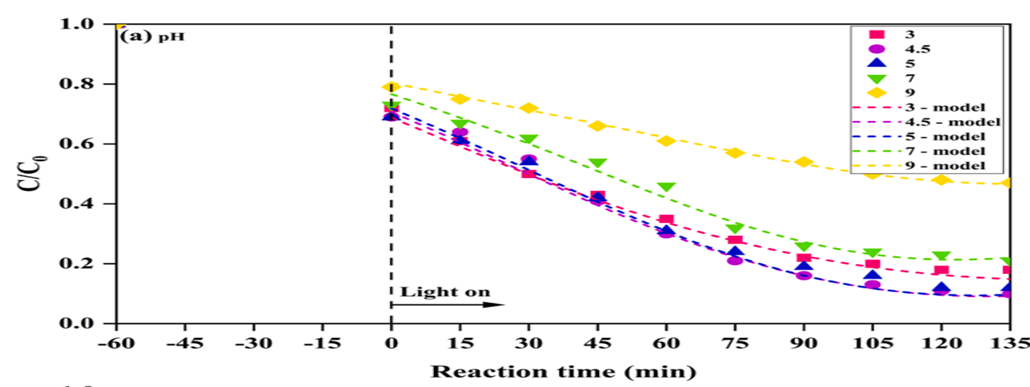 (a) pH
1.0
0.8
0.6
0.4
0.2
0.0
C/C0
3
4.5
5
7
9
3 - model
4.5 - model
5 - model
7 - model
9 - model
Light on
-60 -45 -30 -15 0 15 30 45 60 75 90 105 120 135
Reaction time (min)